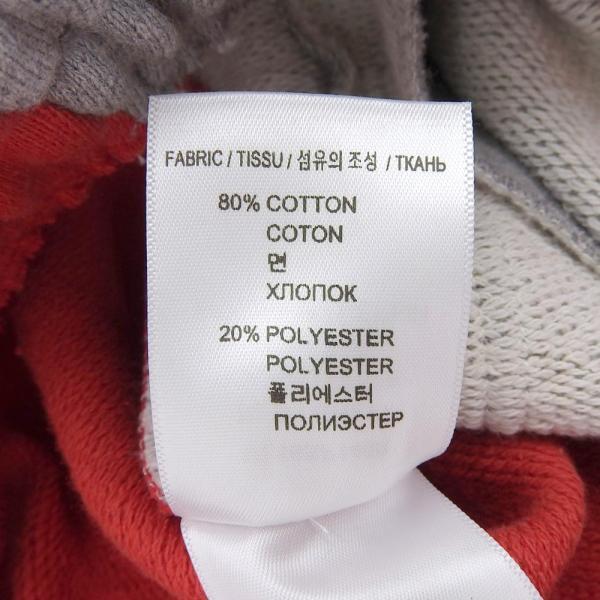 FABRIC / TISSU / 섬유의 조성 / ТКАНЬ
80% COTTON
COTON
면
ХЛОПОК
20% POLYESTER
POLYESTER
폴리에스터
ПОЛИЭСТЕР